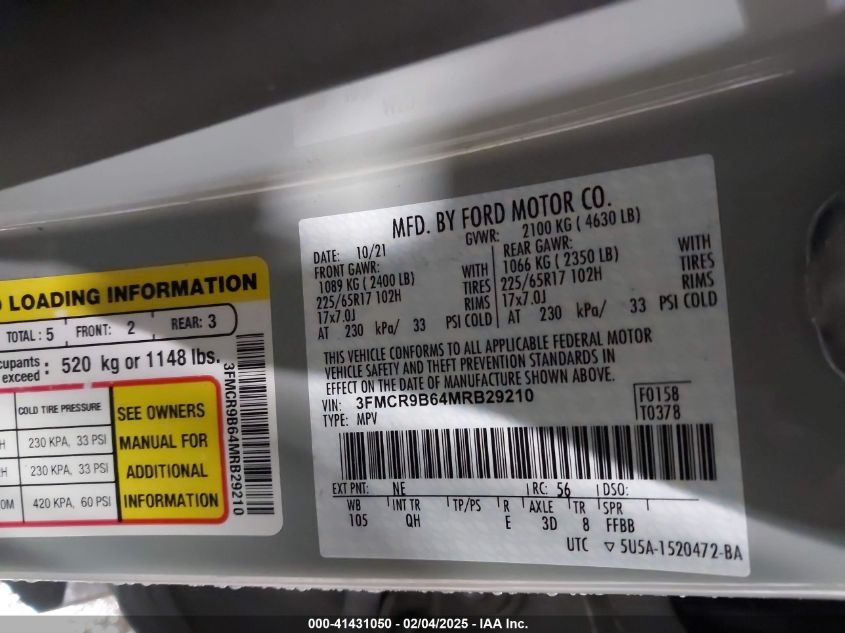 LOADING INFORMATION
TOTAL : 5 FRONT: 2 REAR: 3
exceed : 520 kg or 1148 lbs.
COLD TIRE PRESSURE
230 KPA, 33 PSI
230 KPA, 33 PSI
420 KPA, 60 PSI
SEE OWNERS
MANUAL FOR
ADDITIONAL
INFORMATION
3FMCR9B64MRB29210
MFD. BY FORD MOTOR CO.
DATE: 10/21 GVWR: 2100 KG ( 4630 LB)
FRONT GAWR: REAR GAWR:
1089 KG ( 2400 LB) WITH 1066 KG ( 2350 LB) WITH
225/65R17 102H TIRES 225/65R17 102H TIRES
17x7.0J RIMS 17x7.0J RIMS
AT 230 kPa/ 33 PSI COLD AT 230 kPa/ 33 PSI COLD
THIS VEHICLE CONFORMS TO ALL APPLICABLE FEDERAL MOTOR
VEHICLE SAFETY AND THEFT PREVENTION STANDARDS IN
EFFECT ON THE DATE OF MANUFACTURE SHOWN ABOVE.
VIN: 3FMCR9B64MRB29210 F0158
TYPE: MPV T0378
EXT PNT: NE RC: 56 DSO:
WB INT TR TP/PS R AXLE TR SPR
105 QH E 3D 8 FFBB
UTC ▽ 5U5A-1520472-BA
000-41431050 - 02/04/2025 - IAA, Inc.